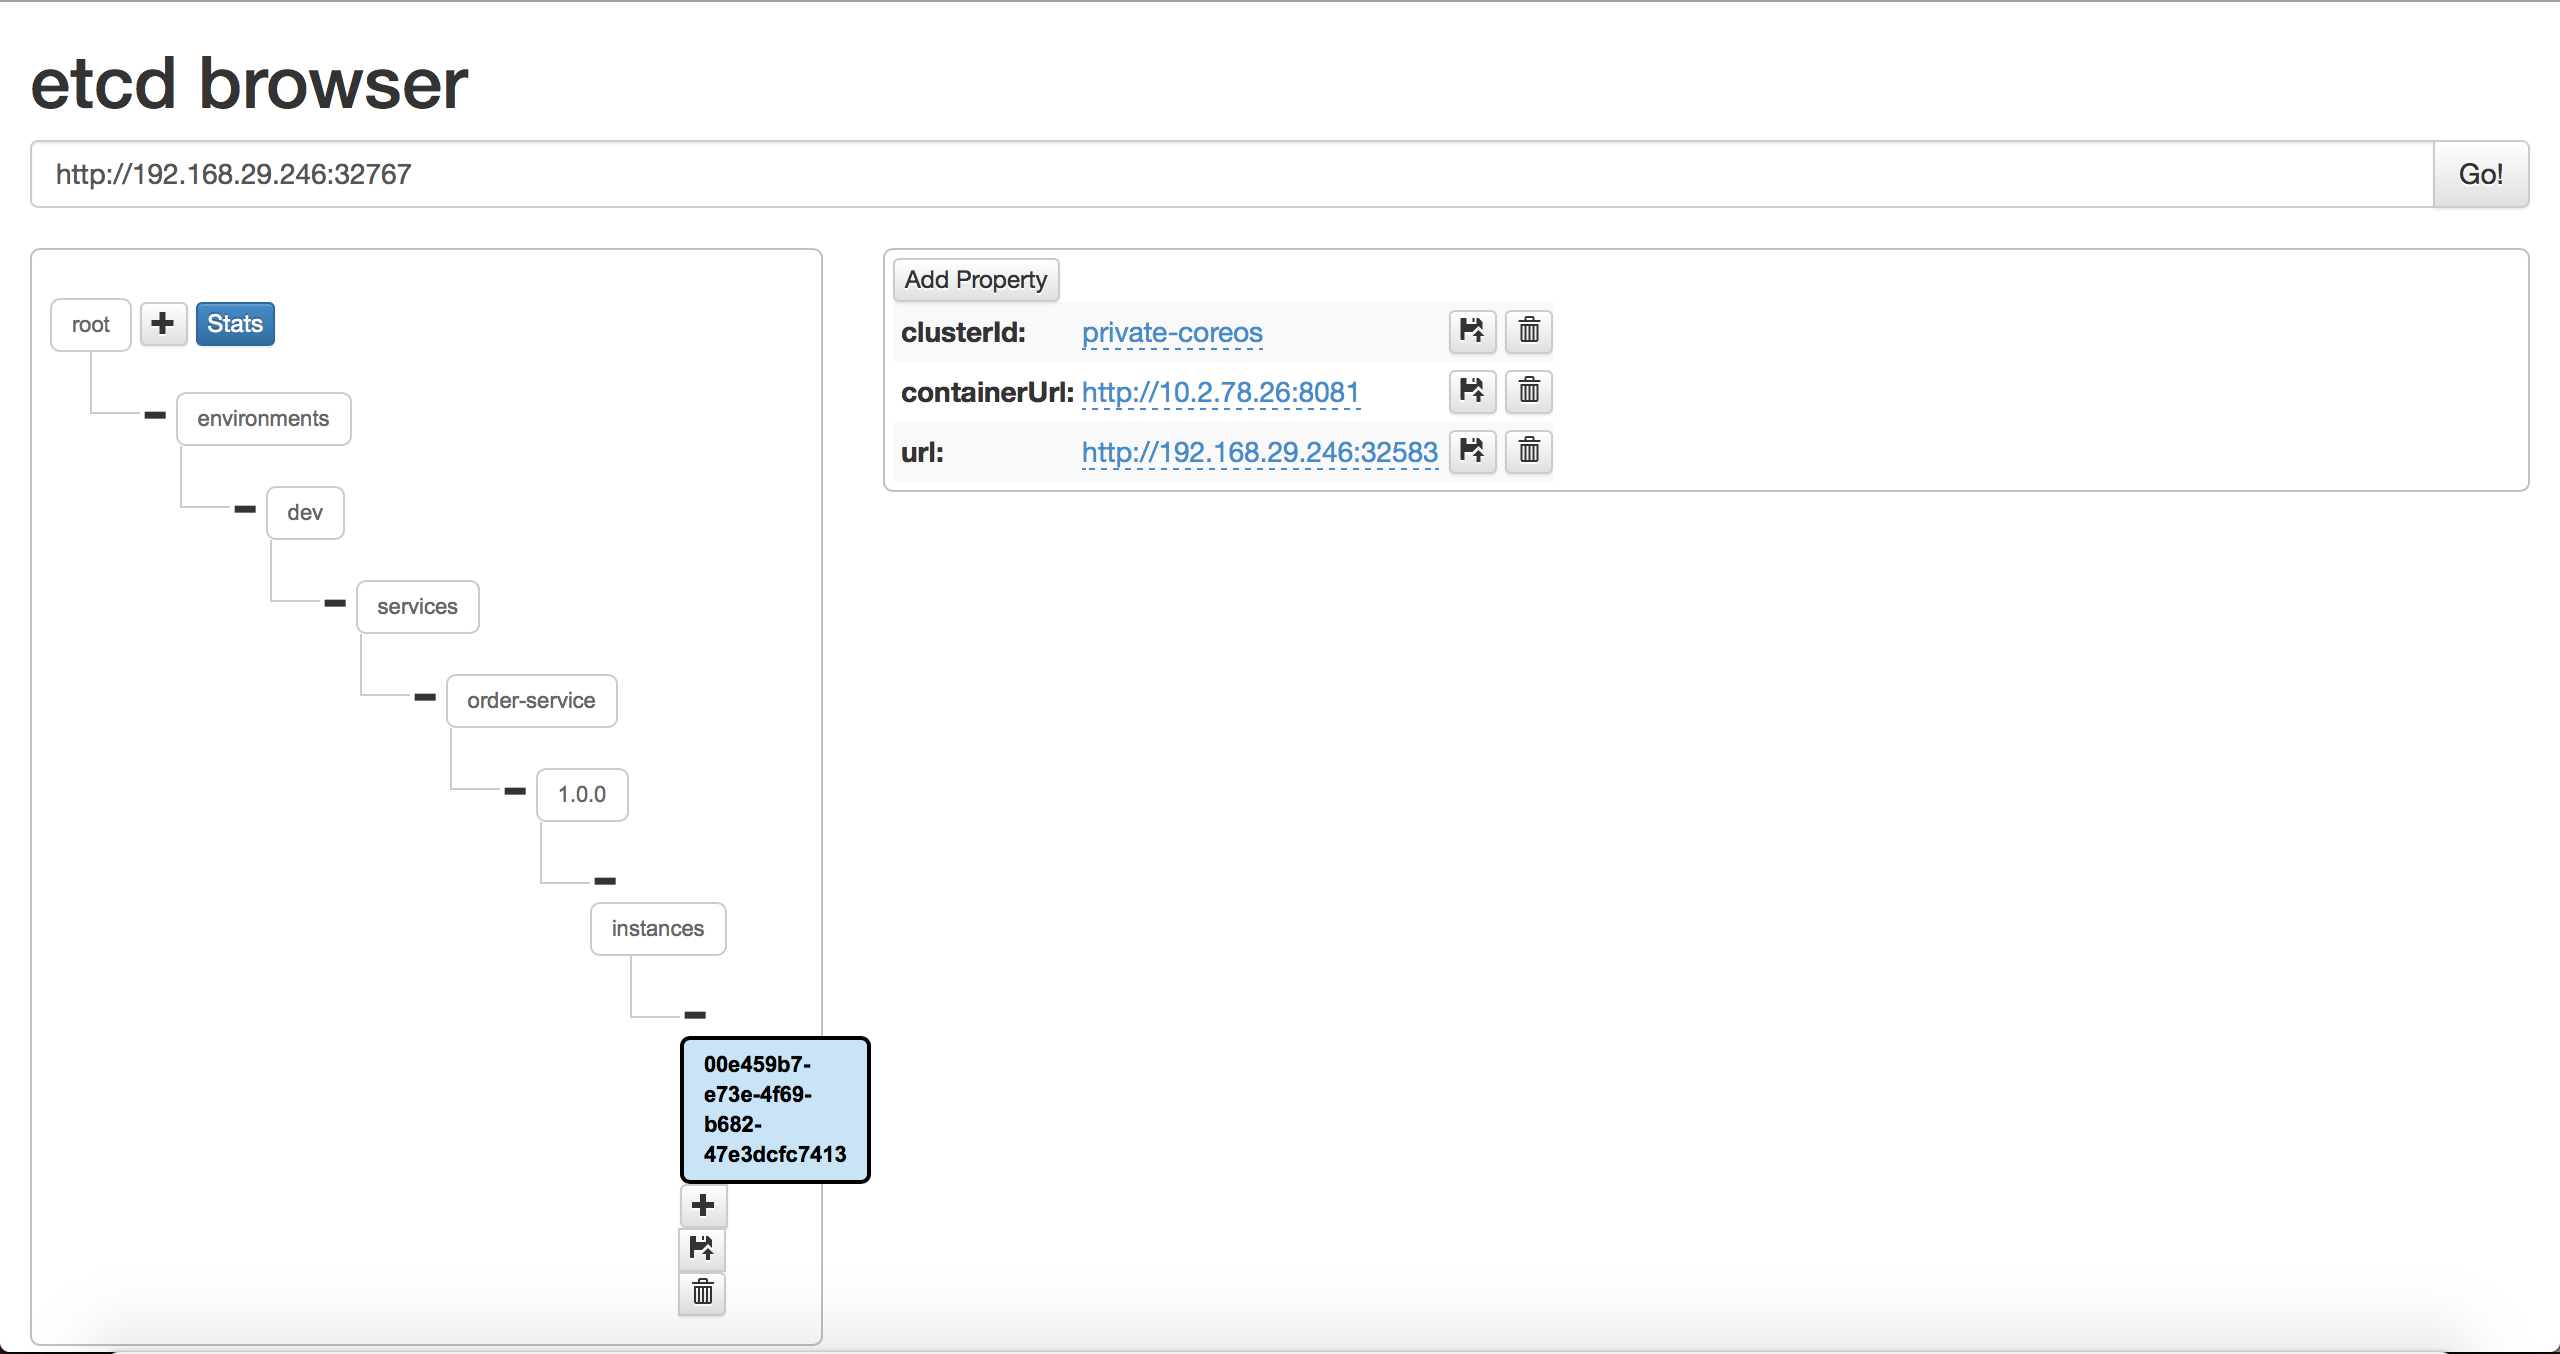 etcd browser
http://192.168.29.246:32767
Go!
root
Stats
environments
dev
services
order-service
1.0.0
instances
00e459b7-
e73e-4f69-
b682-
47e3dcfc7413
Add Property
clusterId: private-coreos
containerUrl: http://10.2.78.26:8081
url: http://192.168.29.246:32583